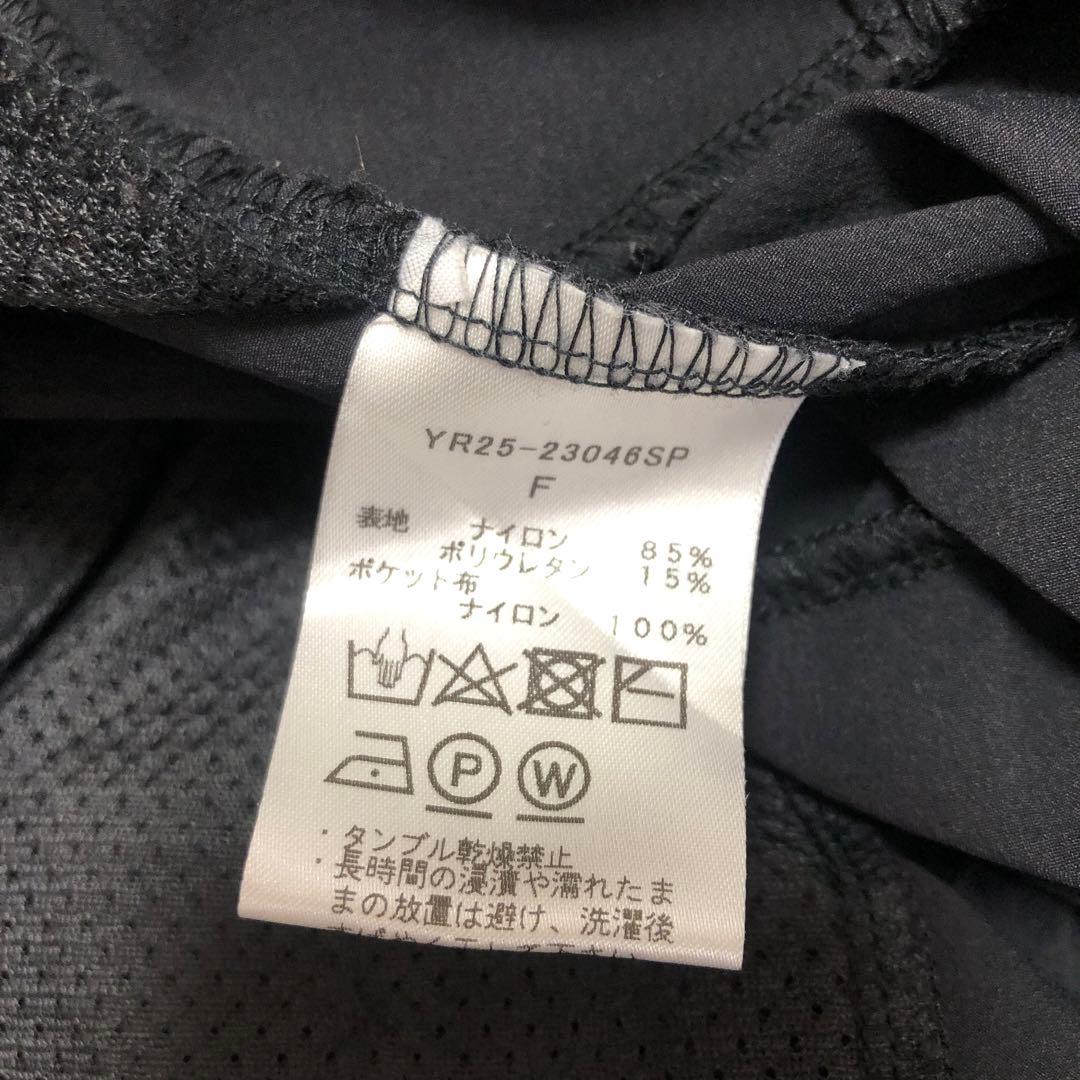 YR25-23046SP
F
表地 ナイロン 85%
ポリウレタン 15%
ポケット布
ナイロン 100%
P W
・タンブル乾燥禁止
・長時間の浸漬や濡れたま
まの放置は避け、洗濯後